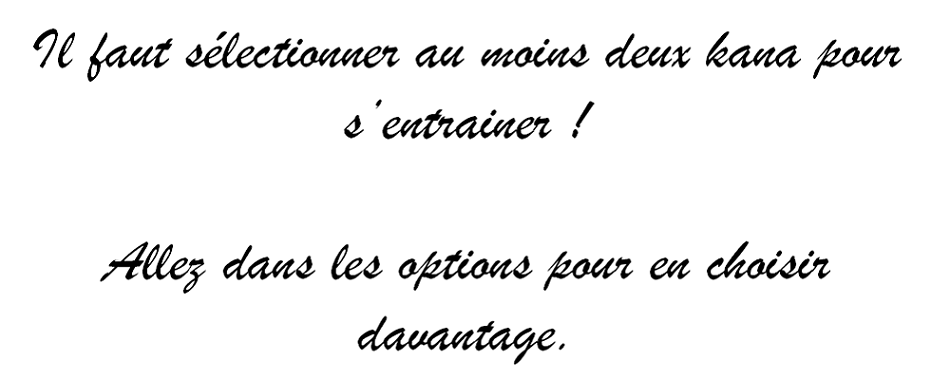 Il faut sélectionner au moins deux kana pour
s'entrainer !
Allez dans les options pour en choisir
davantage.